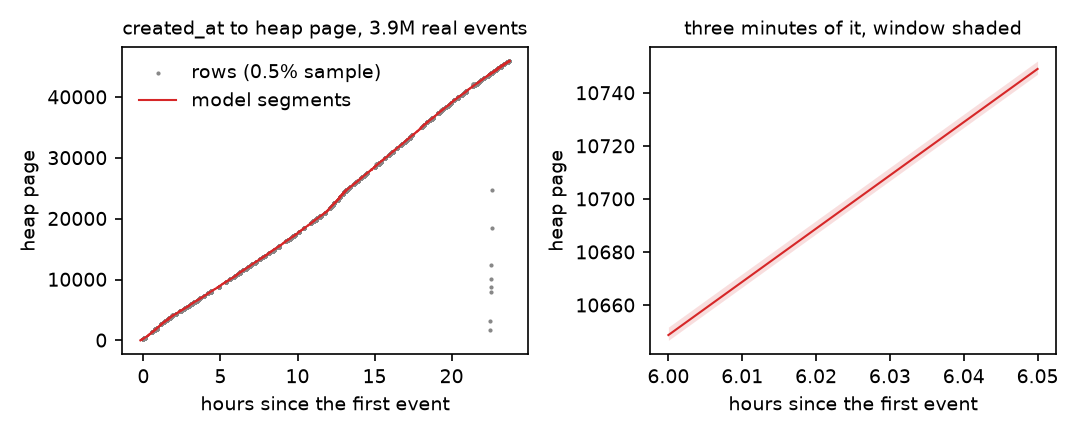 created_at to heap page, 3.9M real events
rows (0.5% sample)
model segments
heap page
40000
30000
20000
10000
0
0
5
10
15
20
hours since the first event
three minutes of it, window shaded
heap page
10740
10720
10700
10680
10660
6.00
6.01
6.02
6.03
6.04
6.05
hours since the first event